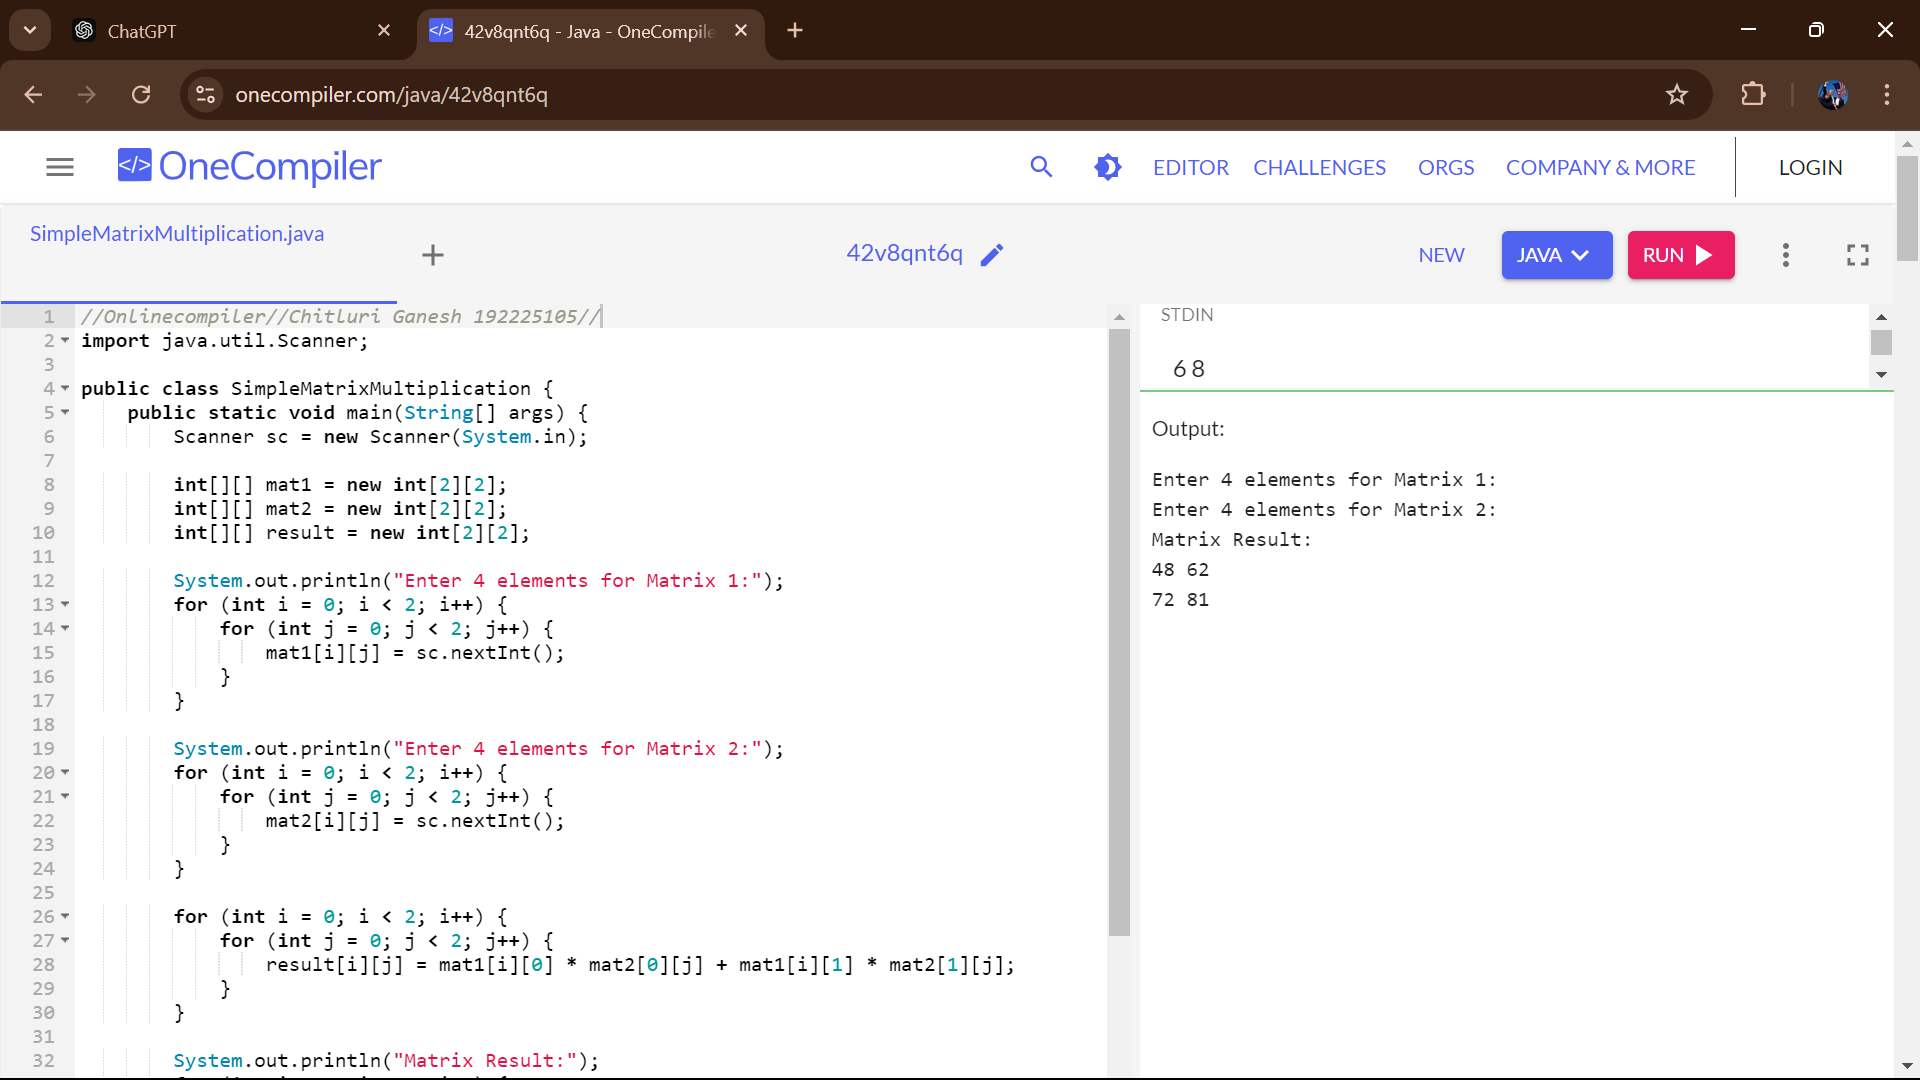 ChatGPT
42v8qnt6q - Java - OneCompile
onecompiler.com/java/42v8qnt6q
</> OneCompiler
EDITOR CHALLENGES ORGS COMPANY & MORE LOGIN
SimpleMatrixMultiplication.java
42v8qnt6q
NEW JAVA RUN
1 //Onlinecompiler//Chitluri Ganesh 192225105//
2 import java.util.Scanner;
3
4 public class SimpleMatrixMultiplication {
5 public static void main(String[] args) {
6 Scanner sc = new Scanner(System.in);
7
8 int[][] mat1 = new int[2][2];
9 int[][] mat2 = new int[2][2];
10 int[][] result = new int[2][2];
11
12 System.out.println("Enter 4 elements for Matrix 1:");
13 for (int i = 0; i < 2; i++) {
14 for (int j = 0; j < 2; j++) {
15 mat1[i][j] = sc.nextInt();
16 }
17 }
18
19 System.out.println("Enter 4 elements for Matrix 2:");
20 for (int i = 0; i < 2; i++) {
21 for (int j = 0; j < 2; j++) {
22 mat2[i][j] = sc.nextInt();
23 }
24 }
25
26 for (int i = 0; i < 2; i++) {
27 for (int j = 0; j < 2; j++) {
28 result[i][j] = mat1[i][0] * mat2[0][j] + mat1[i][1] * mat2[1][j];
29 }
30 }
31
32 System.out.println("Matrix Result:");
STDIN
6 8
Output:
Enter 4 elements for Matrix 1:
Enter 4 elements for Matrix 2:
Matrix Result:
48 62
72 81